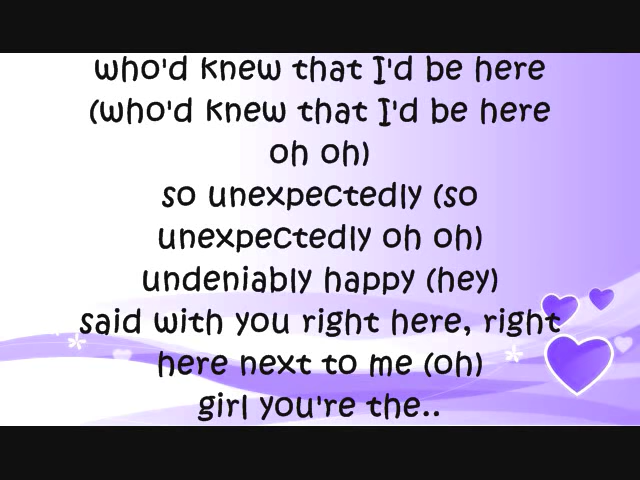 who'd knew that I'd be here
(who'd knew that I'd be here
oh oh)
so unexpectedly (so
unexpectedly oh oh)
undeniably happy (hey)
said with you right here, right
here next to me (oh)
girl you're the..